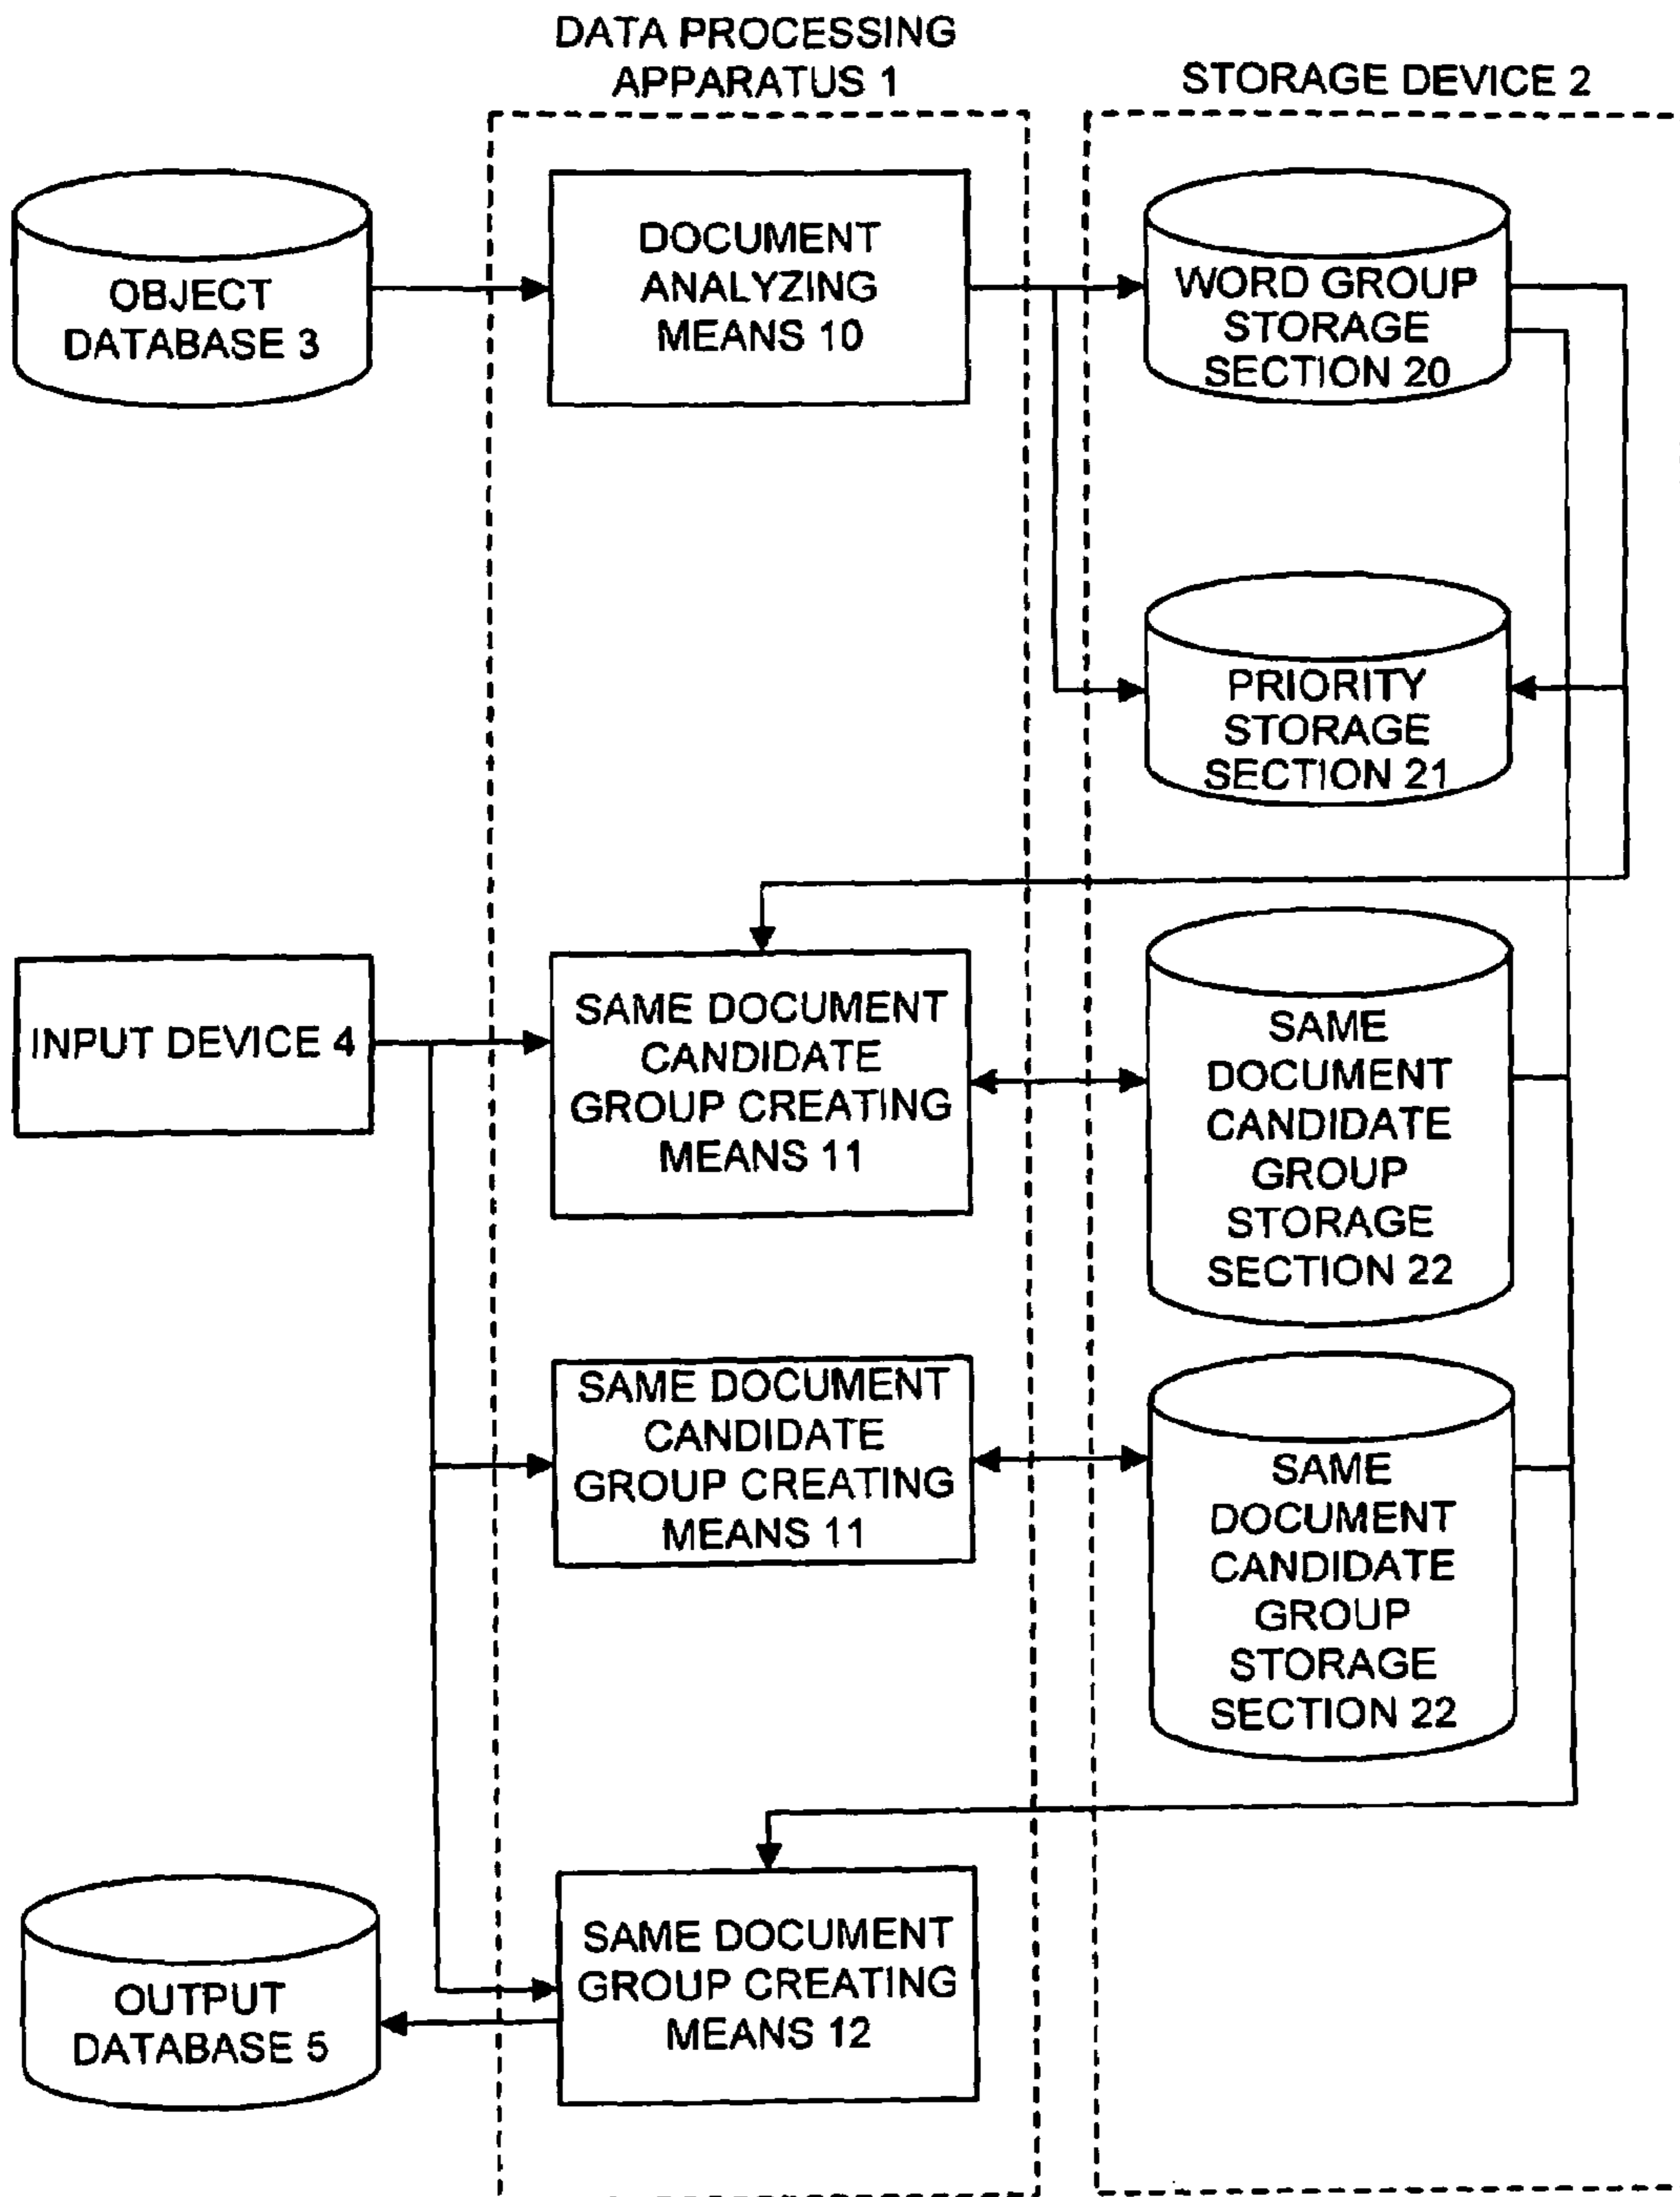 DATA PROCESSING
APPARATUS 1
STORAGE DEVICE 2
OBJECT
DATABASE 3
DOCUMENT
ANALYZING
MEANS 10
WORD GROUP
STORAGE
SECTION 20
PRIORITY
STORAGE
SECTION 21
INPUT DEVICE 4
SAME DOCUMENT
CANDIDATE
GROUP CREATING
MEANS 11
SAME
DOCUMENT
CANDIDATE
GROUP
STORAGE
SECTION 22
SAME DOCUMENT
CANDIDATE
GROUP CREATING
MEANS 11
SAME
DOCUMENT
CANDIDATE
GROUP
STORAGE
SECTION 22
OUTPUT
DATABASE 5
SAME DOCUMENT
GROUP CREATING
MEANS 12